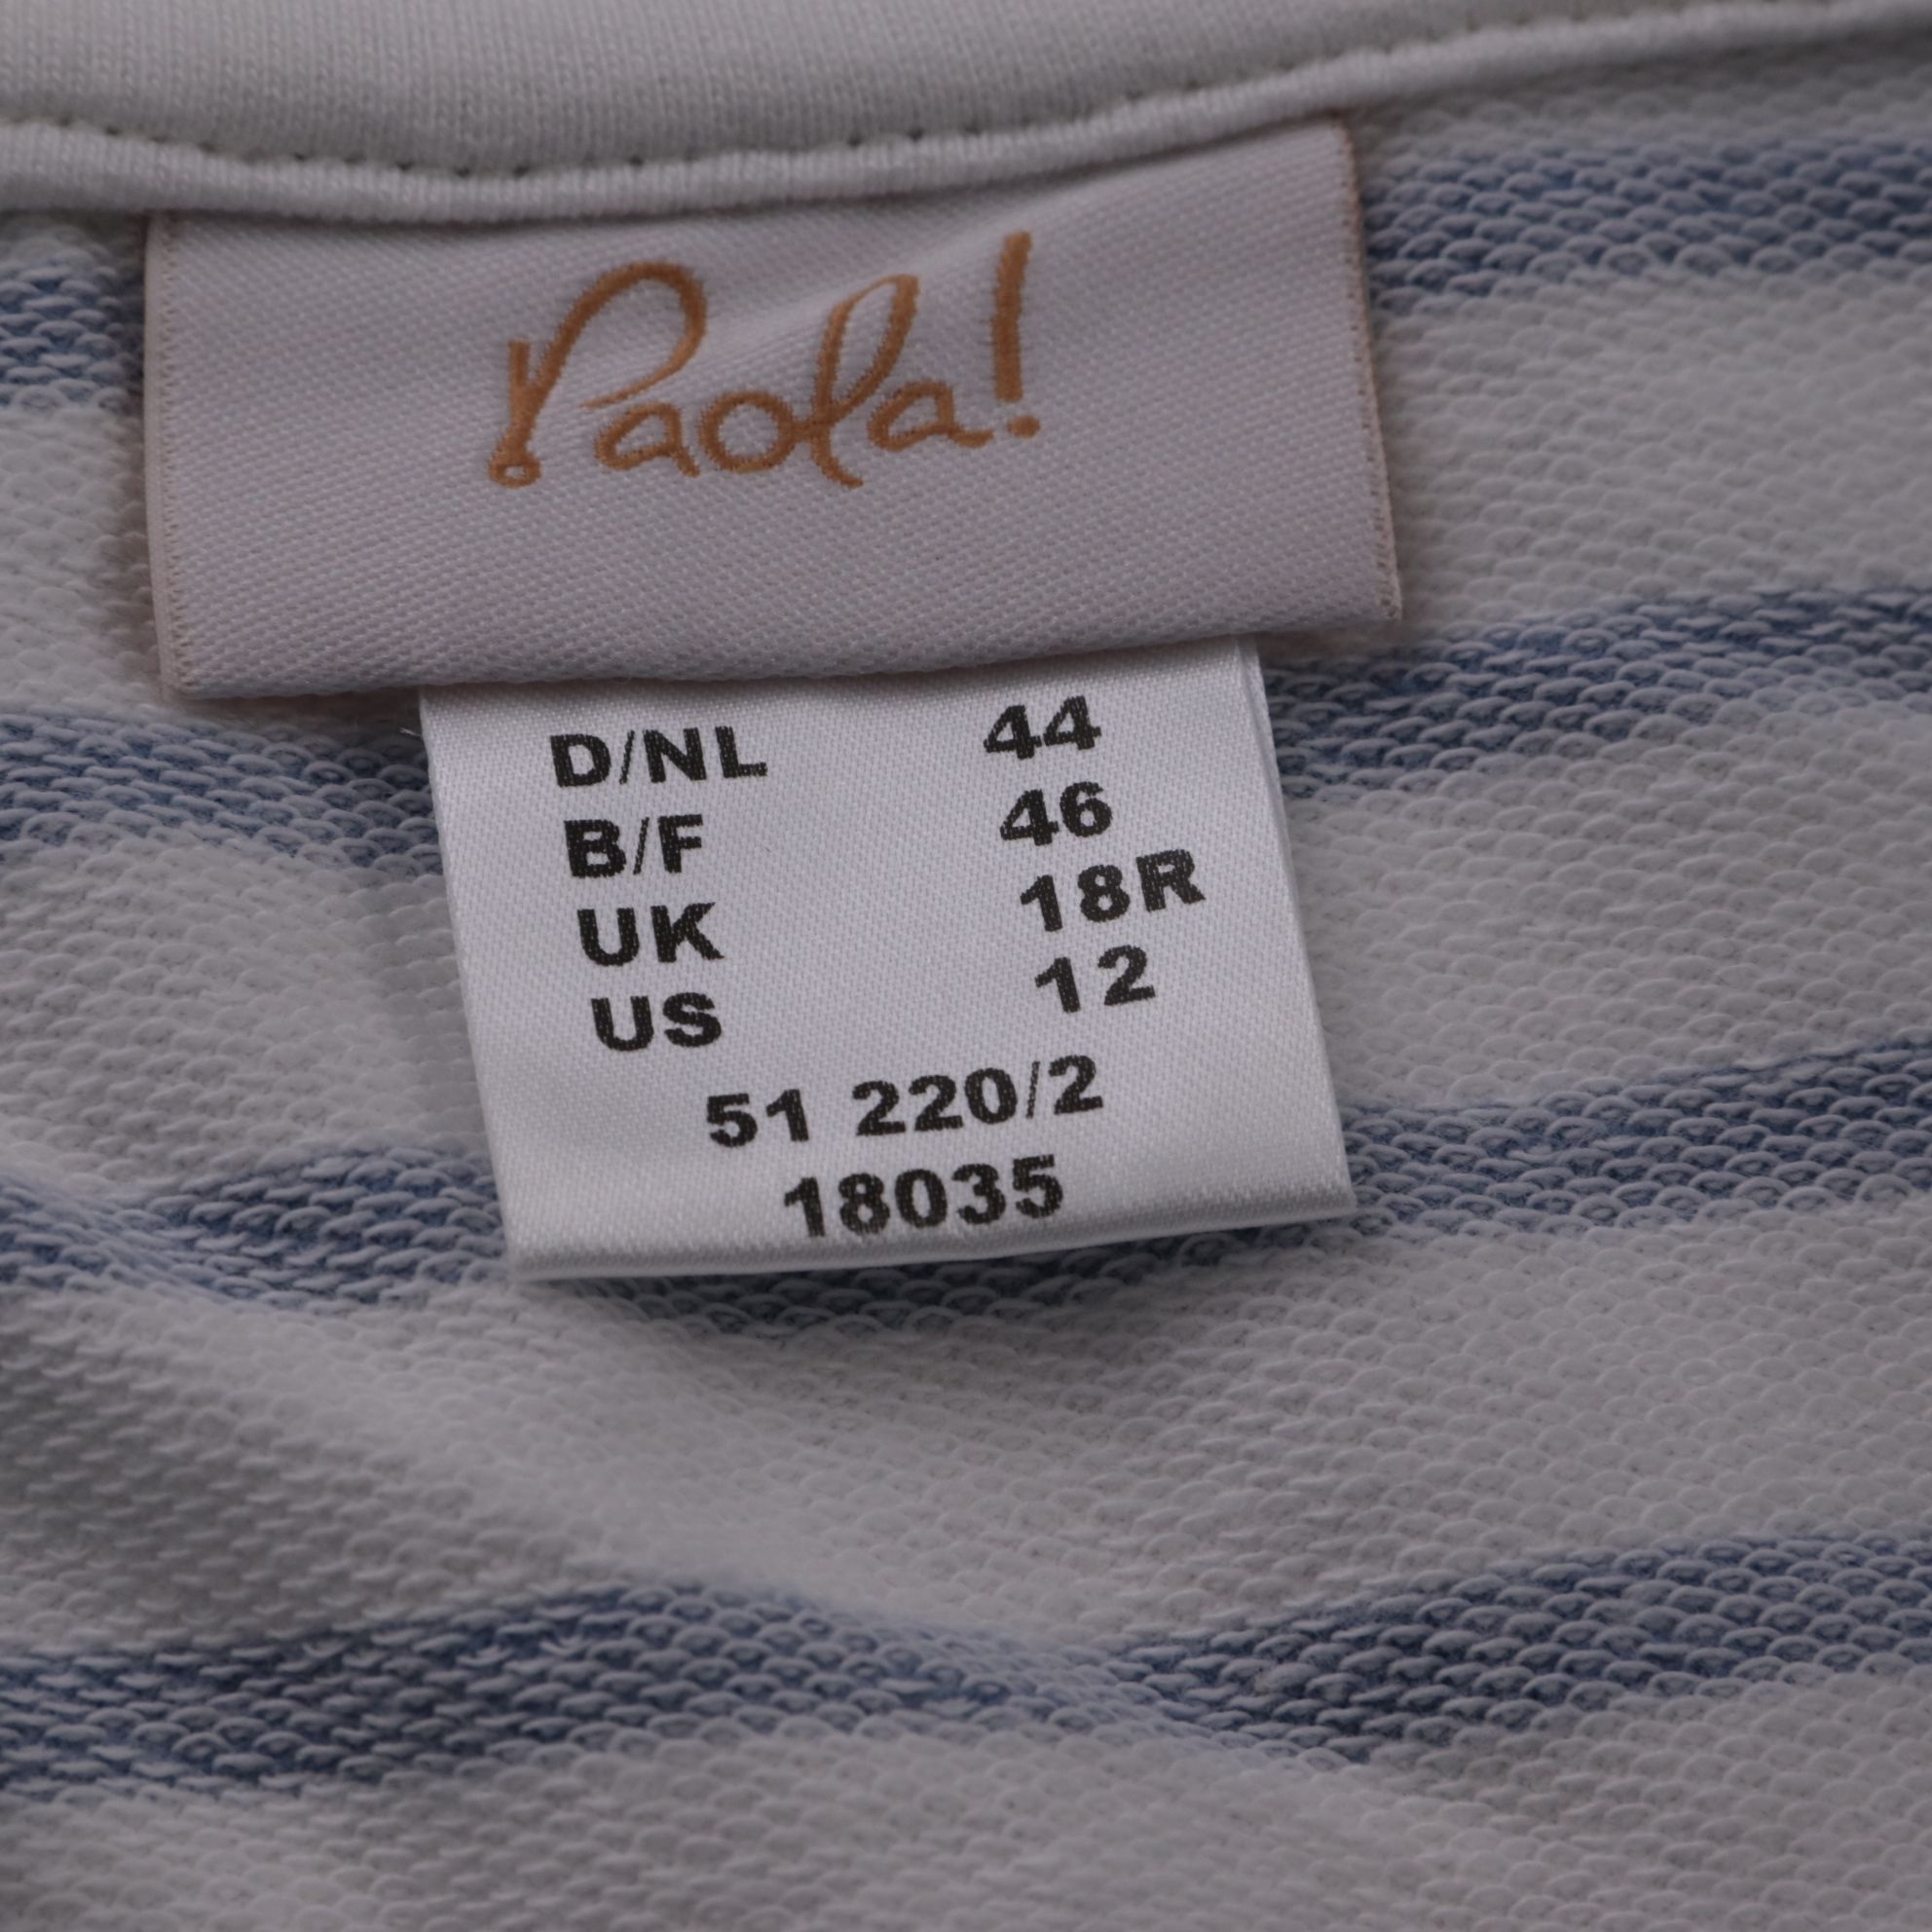 Paola!
D/NL 44
B/F 46
UK 18R
US 12
51 220/2
18035